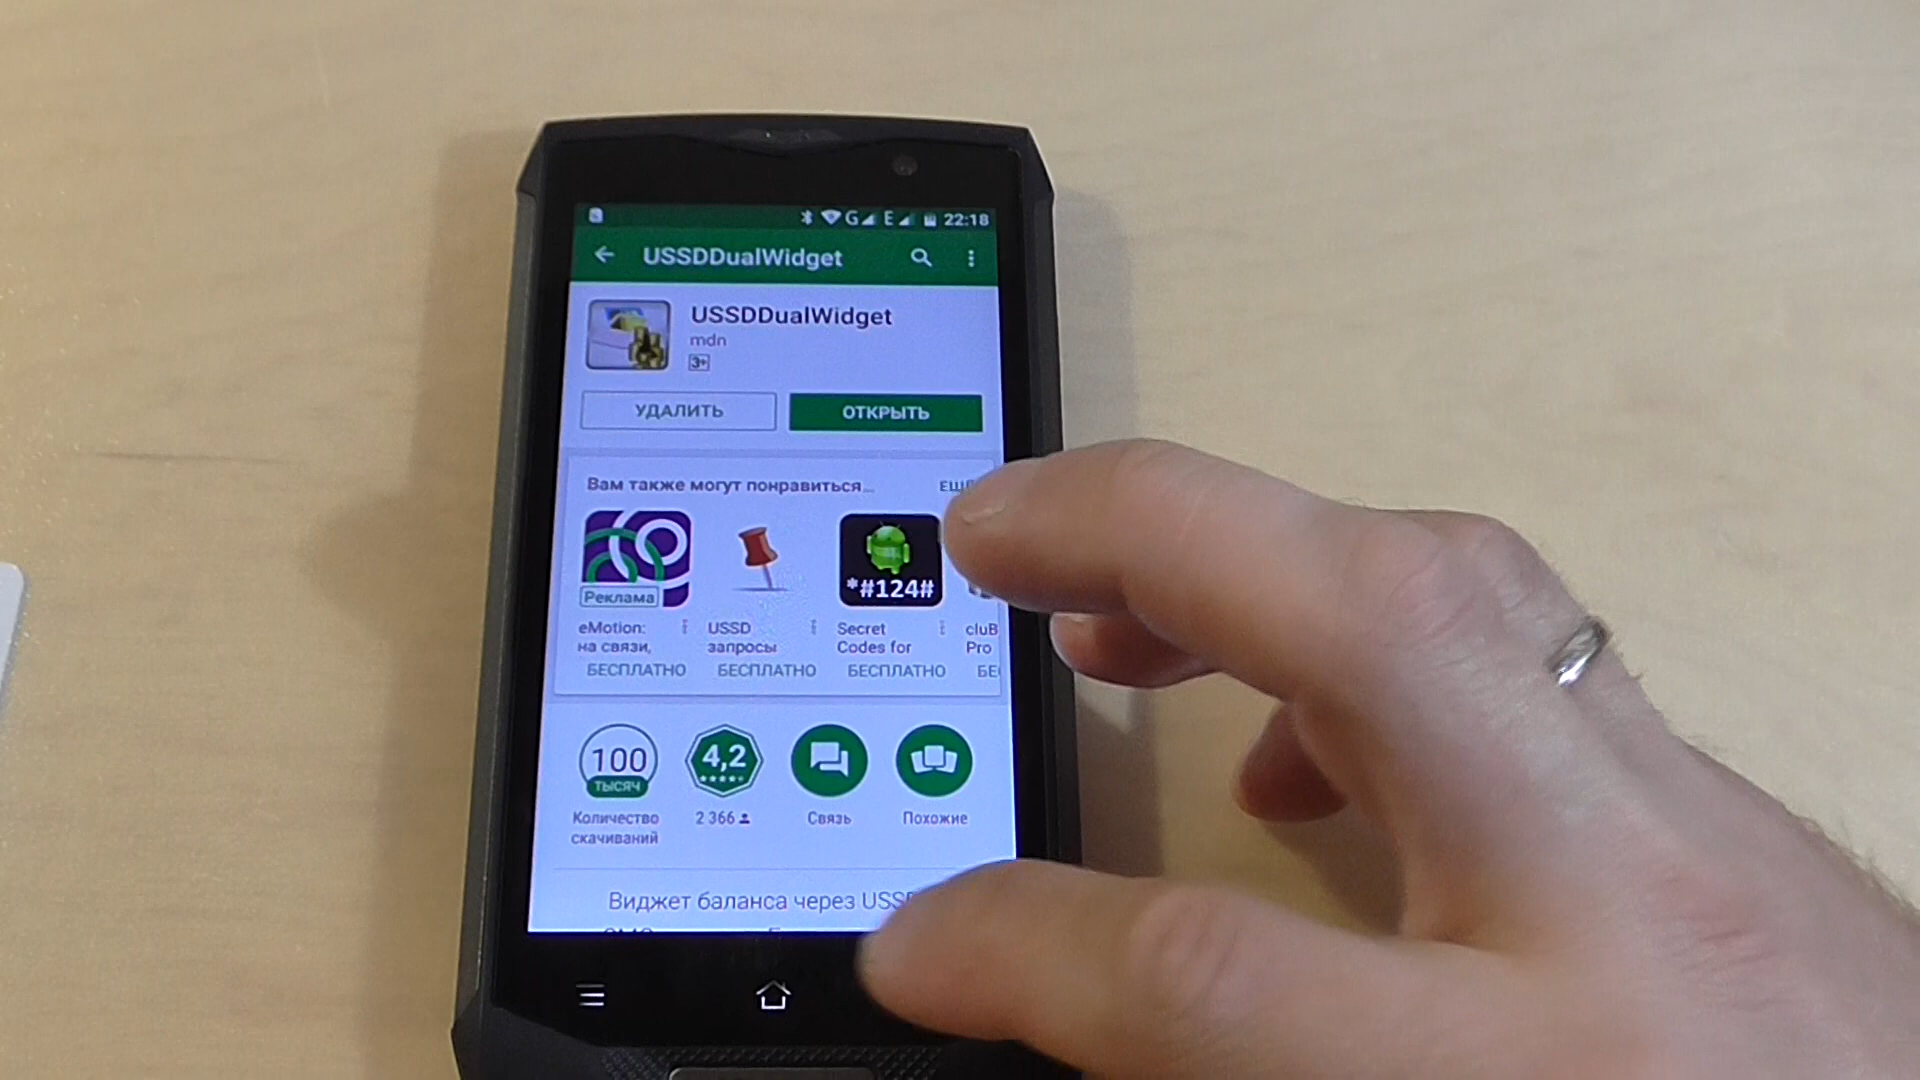 G E 22:18
USSDDualWidget
USSDDualWidget
mdn
3+
УДАЛИТЬ
ОТКРЫТЬ
Вам также могут понравиться...
Реклама
*#124#
eMotion:
на связи,
БЕСПЛАТНО
USSD
запросы
БЕСПЛАТНО
Secret
Codes for
БЕСПЛАТНО
cluB
Pro
БЕ
100
ТЫСЯЧ
Количество
скачиваний
4,2
2 366
Связь
Похожие
Виджет баланса через